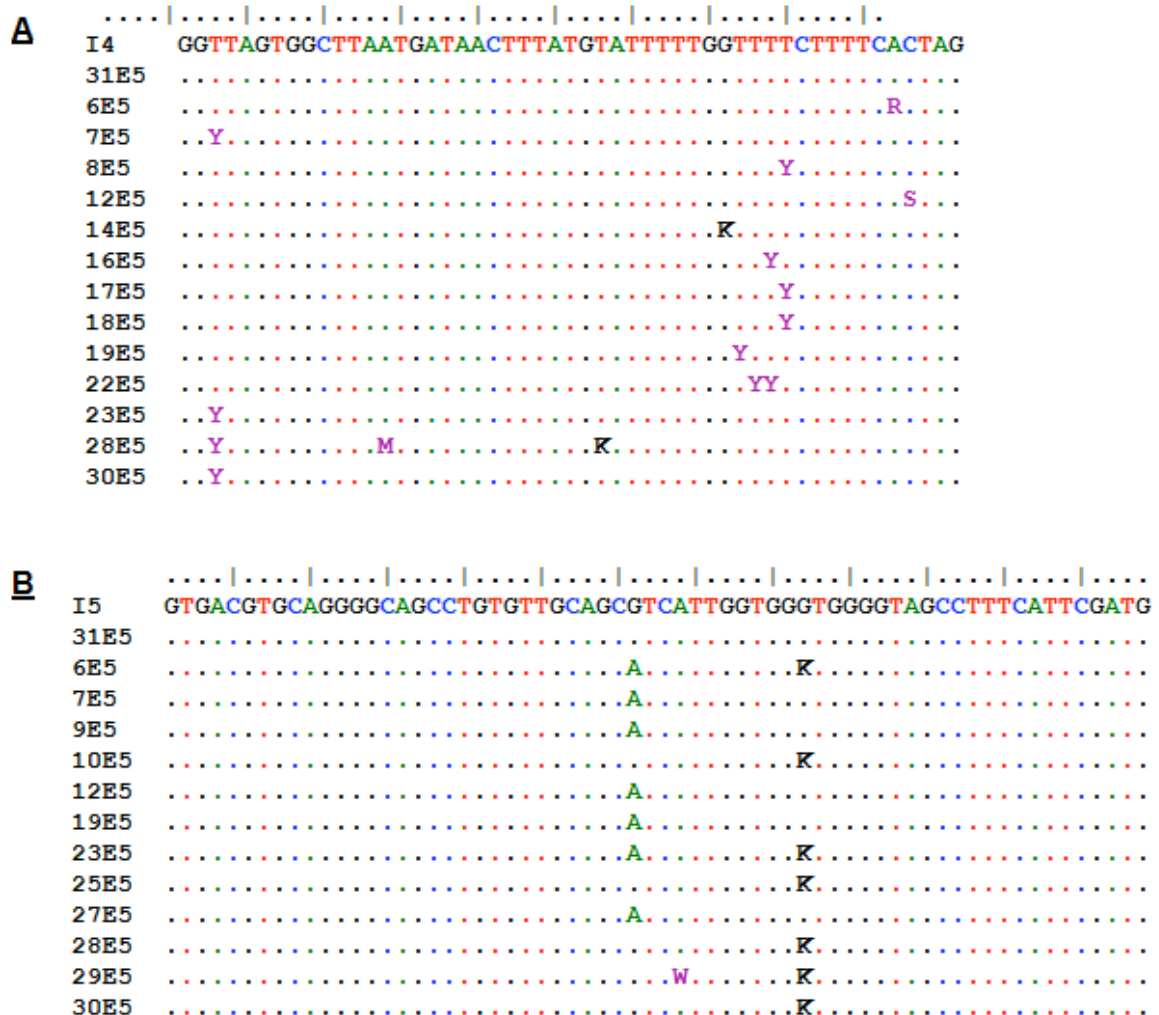 A
....|....|....|....|....|....|....|....|....|....|.
I4 GGTTAGTGGCTTAATGATAACTTTATGTATTTTTGGTTTTCTTTTCACTAG
31E5 ...................................................
6E5 ..............................................R....
7E5 ..Y................................................
8E5 .......................................Y...........
12E5 ...............................................S...
14E5 ...................................K...............
16E5 ......................................Y............
17E5 .......................................Y...........
18E5 .......................................Y...........
19E5 ....................................Y..............
22E5 .....................................YY............
23E5 ..Y................................................
28E5 ..Y..........M.............K.......................
30E5 ..Y................................................
B
....|....|....|....|....|....|....|....|....|....|....|....|....
I5 GTGACGTGCAGGGGCAGCCTGTGTTGCAGCGTCATTGGTGGGTGGGGTAGCCTTTCATTCGATG
31E5 ................................................................
6E5 ..............................A..........K......................
7E5 ..............................A.................................
9E5 ..............................A.................................
10E5 .........................................K......................
12E5 ..............................A.................................
19E5 ..............................A.................................
23E5 ..............................A..........K......................
25E5 .........................................K......................
27E5 ..............................A.................................
28E5 .........................................K......................
29E5 .................................W.......K......................
30E5 .........................................K......................